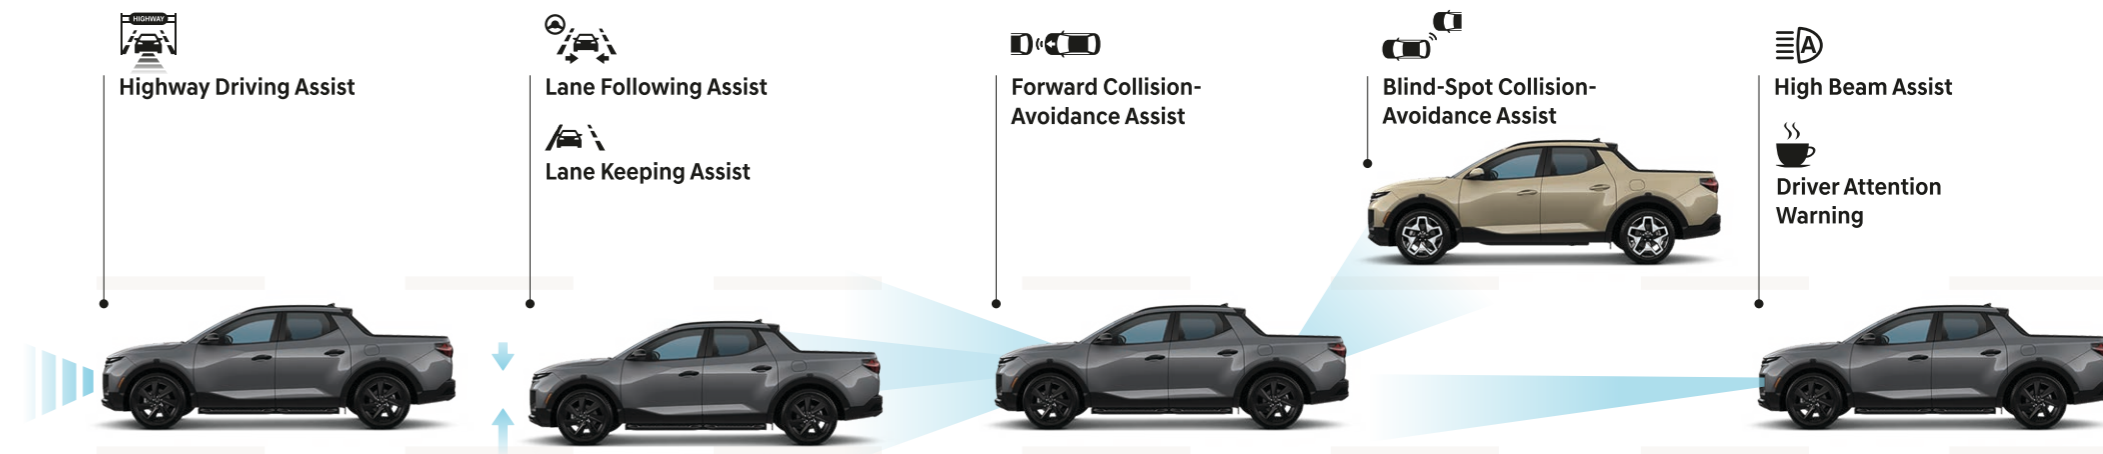 HIGHWAY
Highway Driving Assist
Lane Following Assist
Lane Keeping Assist
Forward Collision-
Avoidance Assist
Blind-Spot Collision-
Avoidance Assist
A
High Beam Assist
Driver Attention
Warning